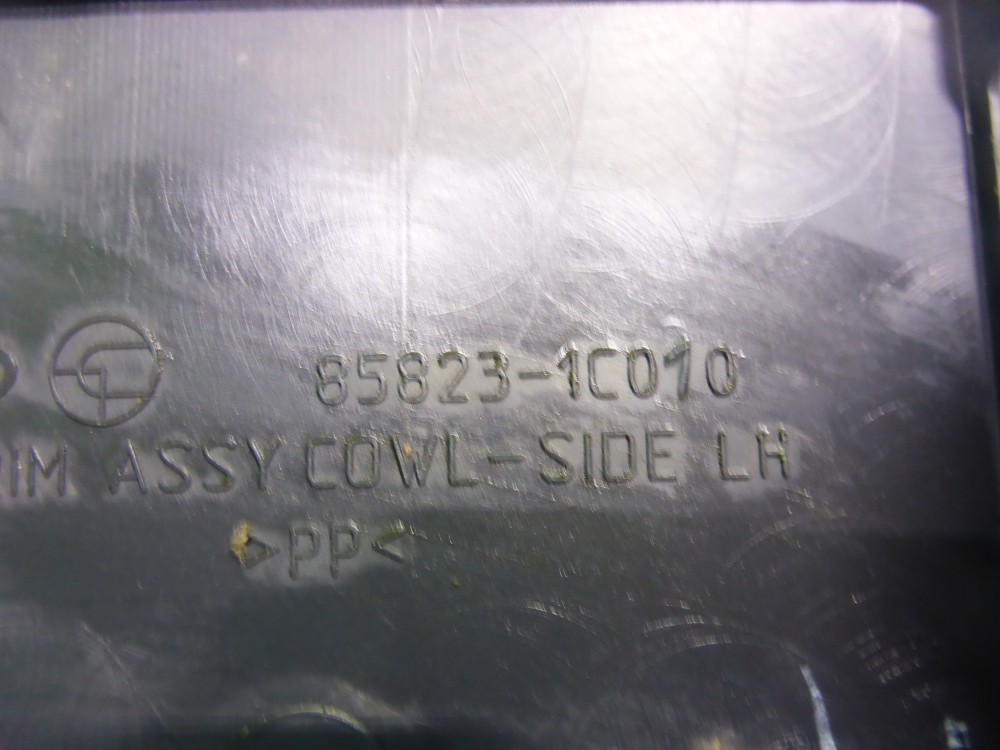 85823-1C010
RIM ASSY COWL-SIDE LH
>PP<